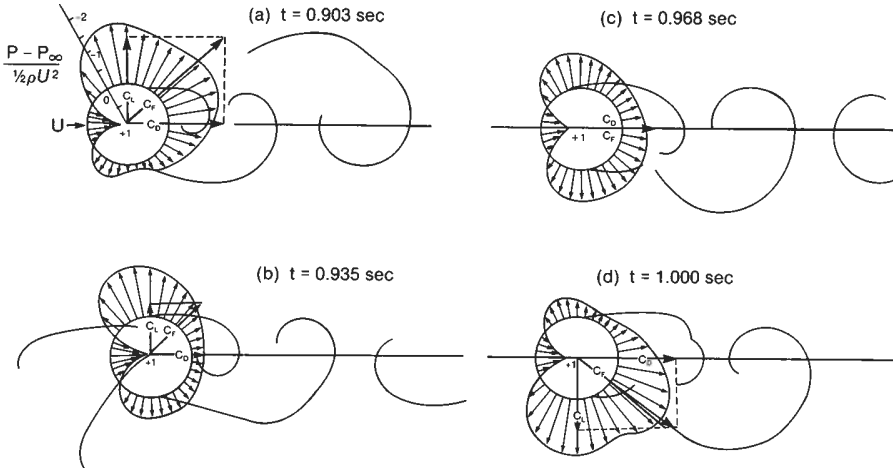 (a) t = 0.903 sec
−2
−1
0
P − P∞
½ρU²
U
C_L
C_F
C_D
+1
(c) t = 0.968 sec
C_D
C_F
+1
(b) t = 0.935 sec
C_L
C_F
C_D
+1
(d) t = 1.000 sec
C_D
+1
C_F
C_L